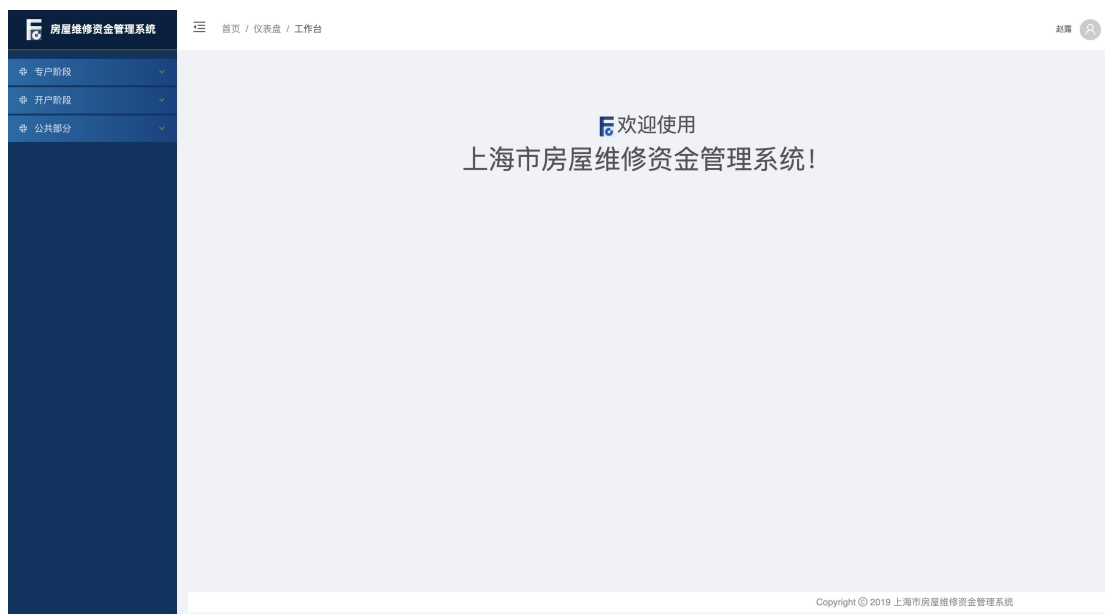 房屋维修资金管理系统
首页 / 仪表盘 / 工作台
赵露
专户阶段
开户阶段
公共部分
欢迎使用
上海市房屋维修资金管理系统!
Copyright © 2019 上海市房屋维修资金管理系统